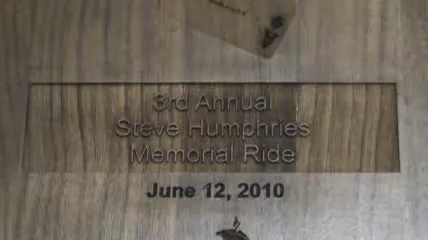 3rd Annual
Steve Humphries
Memorial Ride
June 12, 2010